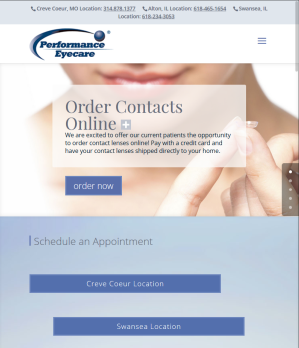 Creve Coeur, MO Location: 314.878.1377 Alton, IL Location: 618-465-1654 Swansea, IL
Location: 618-234-3053
Performance
Eyecare
Order Contacts
Online
We are excited to offer our current patients the opportunity
to order contact lenses online! Pay with a credit card and
have your contact lenses shipped directly to your home.
order now
Schedule an Appointment
Creve Coeur Location
Swansea Location